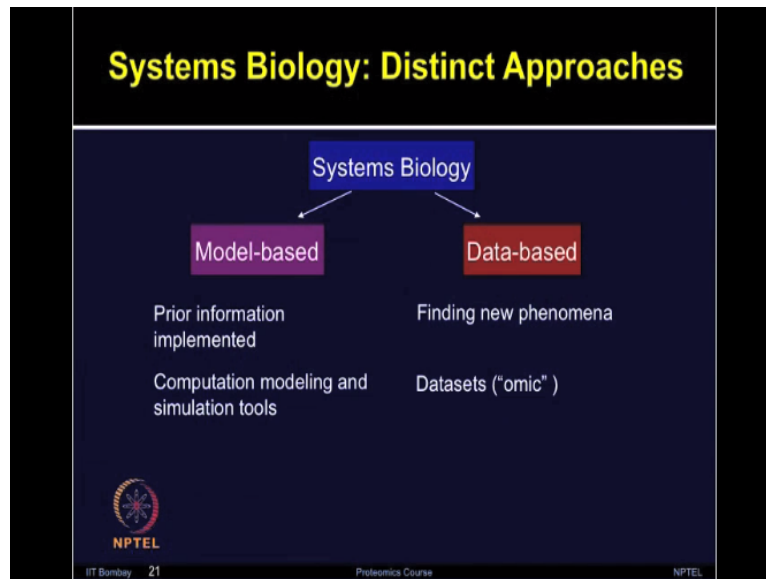 Systems Biology: Distinct Approaches
Systems Biology
Model-based
Data-based
Prior information
implemented
Computation modeling and
simulation tools
Finding new phenomena
Datasets ("omic" )
NPTEL
IIT Bombay 21 Proteomics Course NPTEL